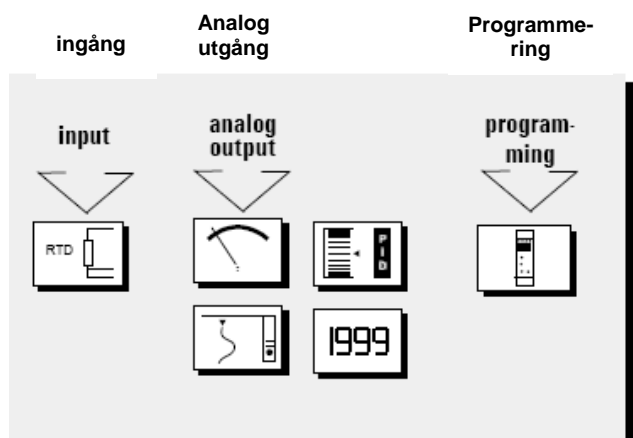 ingång
Analog
utgång
Programme-
ring
input
analog
output
program-
ming
RTD
PID
1999